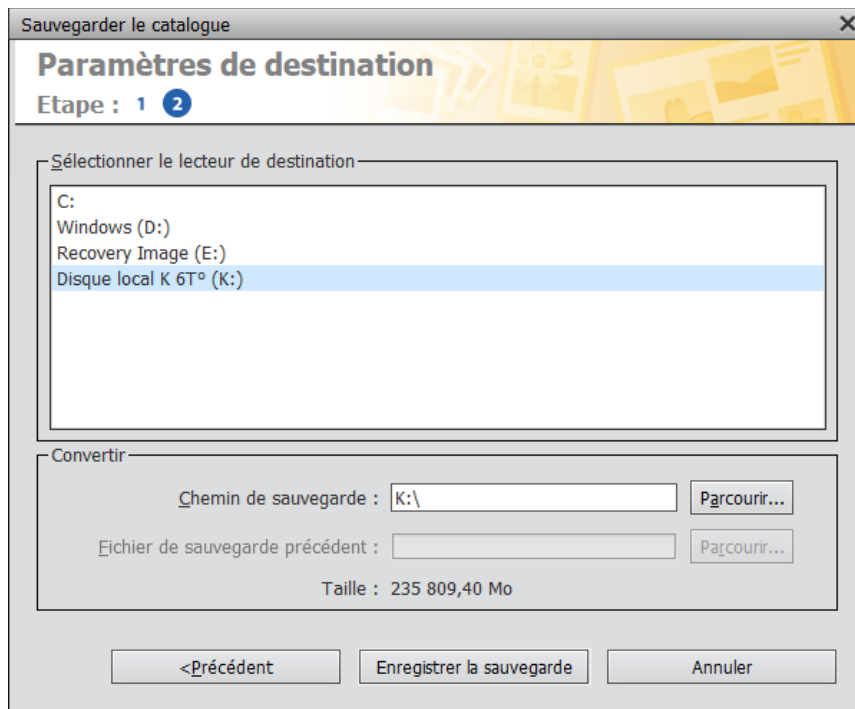 Sauvegarder le catalogue
Paramètres de destination
Etape : 1 2
Sélectionner le lecteur de destination
C:
Windows (D:)
Recovery Image (E:)
Disque local K 6T° (K:)
Convertir
Chemin de sauvegarde : K:\ Parcourir...
Fichier de sauvegarde précédent : Parcourir...
Taille : 235 809,40 Mo
<Précédent Enregistrer la sauvegarde Annuler